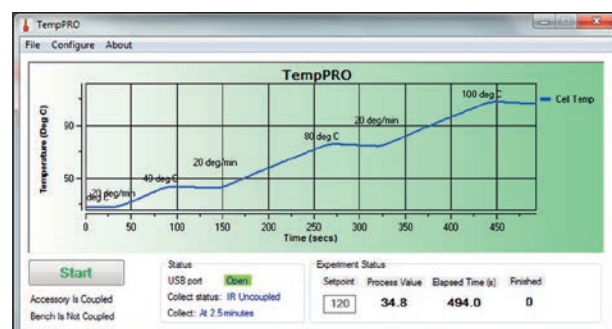 TempPRO
File Configure About
TempPRO
100 deg C
Cell Temp
20 deg/min
80 deg C
20 deg/min
40 deg C
20 deg/min
deg C
Temperature (Deg C)
90
50
0 50 100 150 200 250 300 350 400 450
Time (secs)
Start
Accessory Is Coupled
Bench Is Not Coupled
Status
USB port Open
Collect status: IR Uncoupled
Collect: At 2.5 minutes
Experiment Status
Setpoint Process Value Elapsed Time (s) Finished
120 34.8 494.0 0